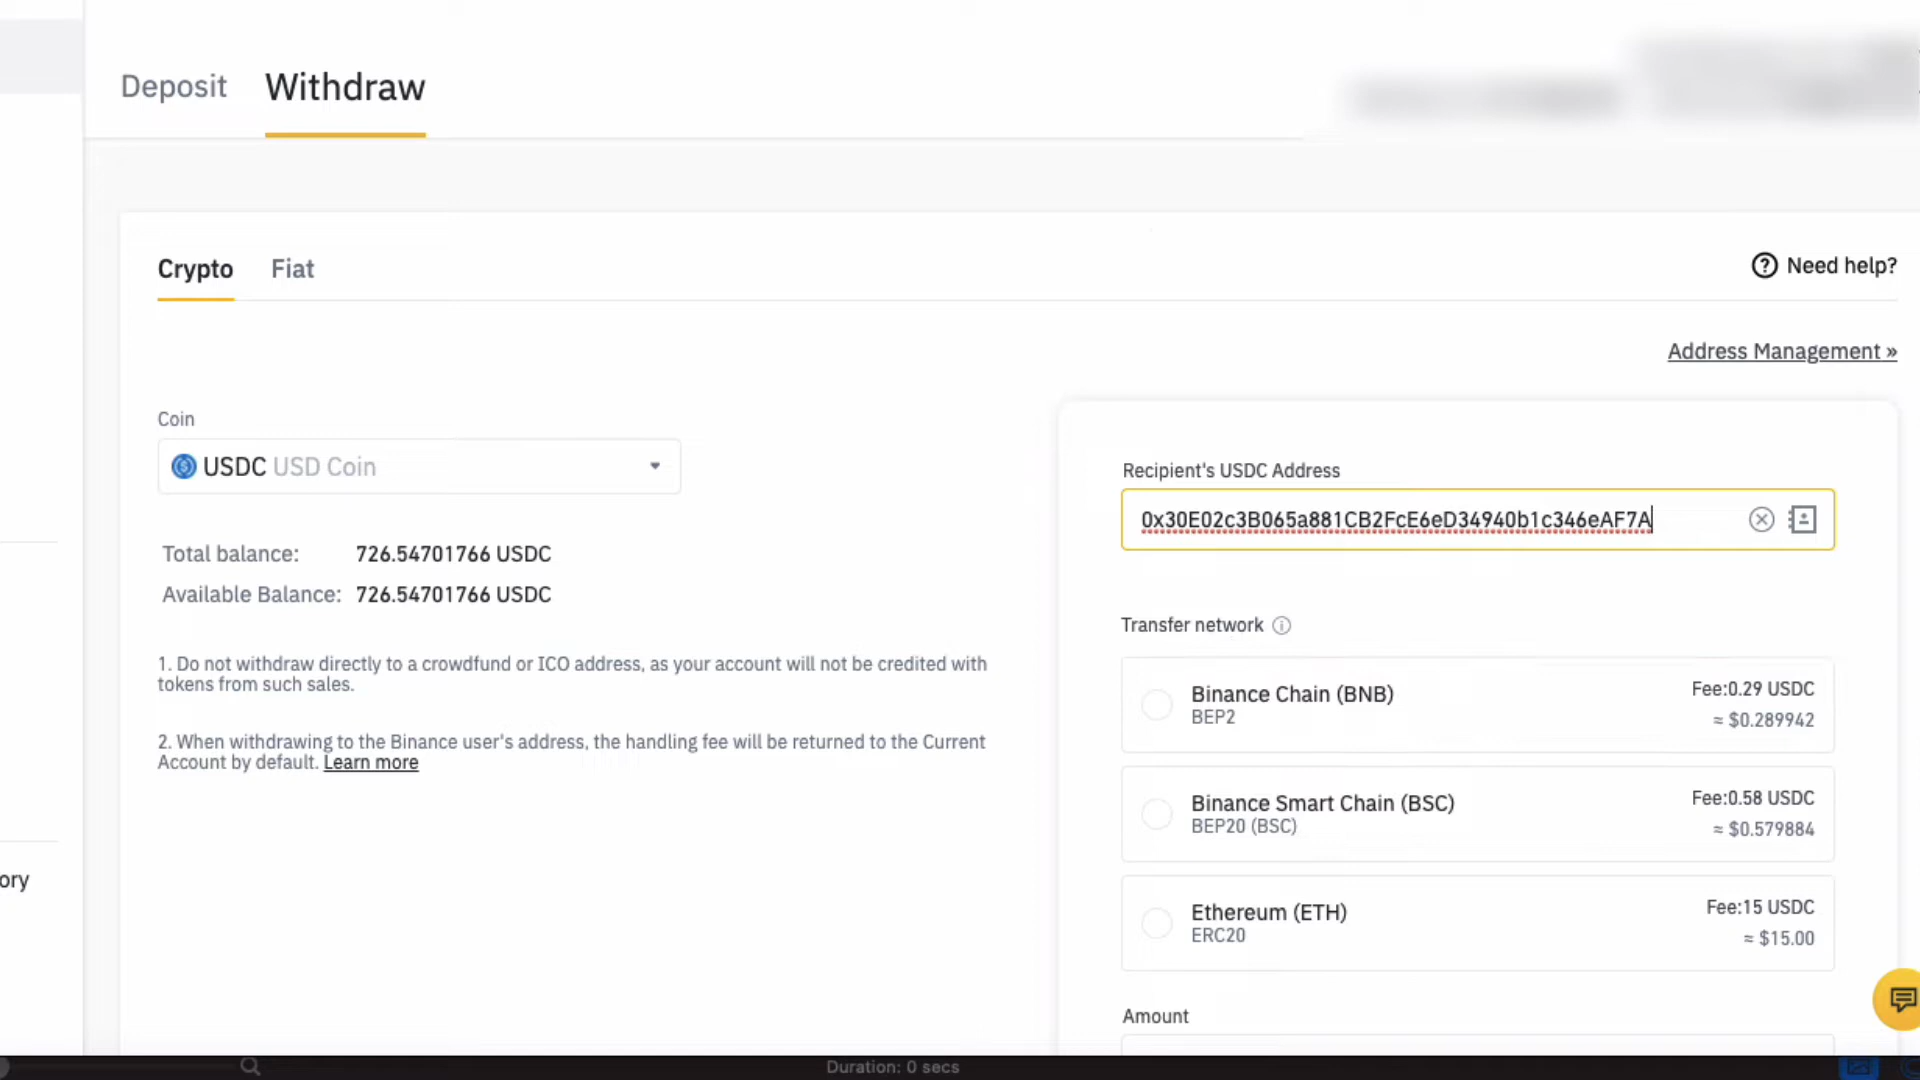 Deposit
Withdraw
Crypto
Fiat
Need help?
Address Management »
Coin
USDC USD Coin
Total balance: 726.54701766 USDC
Available Balance: 726.54701766 USDC
1. Do not withdraw directly to a crowdfund or ICO address, as your account will not be credited with
tokens from such sales.
2. When withdrawing to the Binance user's address, the handling fee will be returned to the Current
Account by default. Learn more
Recipient's USDC Address
0x30E02c3B065a881CB2FcE6eD34940b1c346eAF7A
Transfer network
Binance Chain (BNB)
BEP2
Fee:0.29 USDC
≈ $0.289942
Binance Smart Chain (BSC)
BEP20 (BSC)
Fee:0.58 USDC
≈ $0.579884
Ethereum (ETH)
ERC20
Fee:15 USDC
≈ $15.00
Amount
ory
Duration: 0 secs